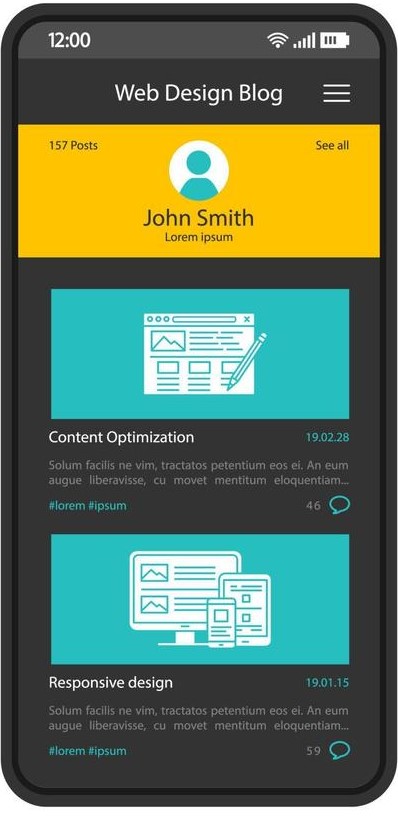 12:00
Web Design Blog
157 Posts
See all
John Smith
Lorem ipsum
Content Optimization
19.02.28
Solum facilis ne vim, tractatos petentium eos ei. An eum
augue liberavisse, cu movet mentitum eloquentiam...
#lorem #ipsum
46
Responsive design
19.01.15
Solum facilis ne vim, tractatos petentium eos ei. An eum
augue liberavisse, cu movet mentitum eloquentiam...
#lorem #ipsum
59